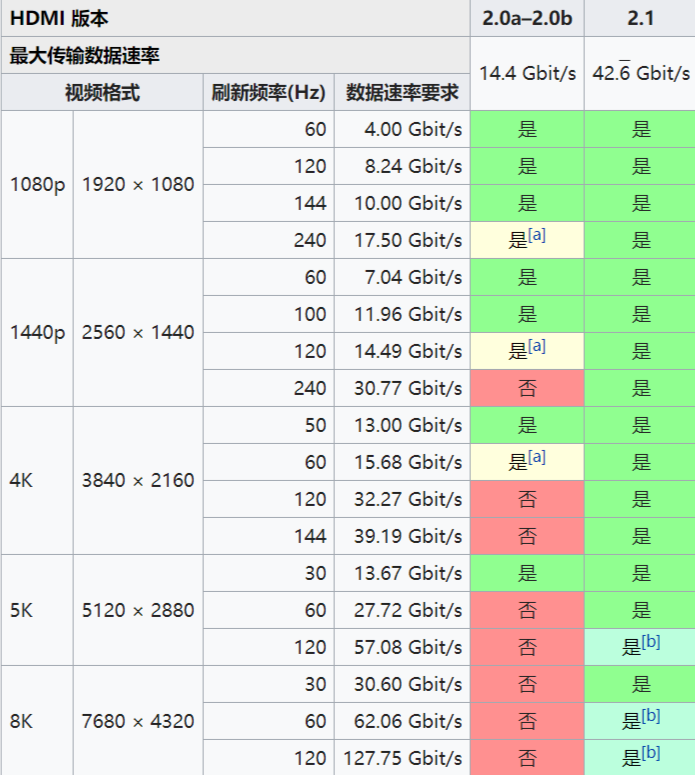 HDMI 版本 2.0a–2.0b 2.1
最大传输数据速率 14.4 Gbit/s 42.6̅ Gbit/s
视频格式 刷新频率(Hz) 数据速率要求
1080p 1920 × 1080 60 4.00 Gbit/s 是 是
120 8.24 Gbit/s 是 是
144 10.00 Gbit/s 是 是
240 17.50 Gbit/s 是[a] 是
1440p 2560 × 1440 60 7.04 Gbit/s 是 是
100 11.96 Gbit/s 是 是
120 14.49 Gbit/s 是[a] 是
240 30.77 Gbit/s 否 是
4K 3840 × 2160 50 13.00 Gbit/s 是 是
60 15.68 Gbit/s 是[a] 是
120 32.27 Gbit/s 否 是
144 39.19 Gbit/s 否 是
5K 5120 × 2880 30 13.67 Gbit/s 是 是
60 27.72 Gbit/s 否 是
120 57.08 Gbit/s 否 是[b]
8K 7680 × 4320 30 30.60 Gbit/s 否 是
60 62.06 Gbit/s 否 是[b]
120 127.75 Gbit/s 否 是[b]